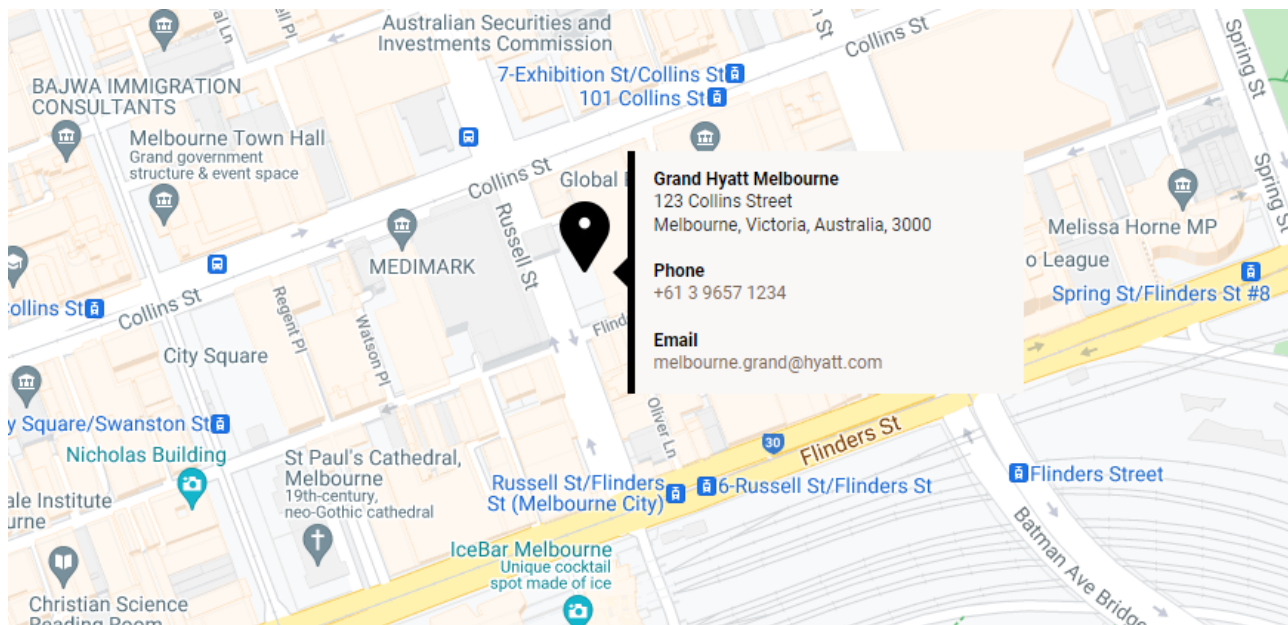 Australian Securities and
Investments Commission
Collins St
Spring St
7-Exhibition St/Collins St
101 Collins St
BAJWA IMMIGRATION
CONSULTANTS
Melbourne Town Hall
Grand government
structure & event space
Collins St
Global
Grand Hyatt Melbourne
123 Collins Street
Melbourne, Victoria, Australia, 3000
Phone
+61 3 9657 1234
Email
melbourne.grand@hyatt.com
Spring St
Melissa Horne MP
o League
Spring St/Flinders St #8
MEDIMARK
Russell St
ollins St
Collins St
Regent Pl
Watson Pl
City Square
y Square/Swanston St
Nicholas Building
St Paul's Cathedral,
Melbourne
19th-century,
neo-Gothic cathedral
Oliver Ln
30
Flinders St
Russell St/Flinders
St (Melbourne City)
6-Russell St/Flinders St
Flinders Street
ale Institute
urne
IceBar Melbourne
Unique cocktail
spot made of ice
Batman Ave Bridge
Christian Science
Reading Room